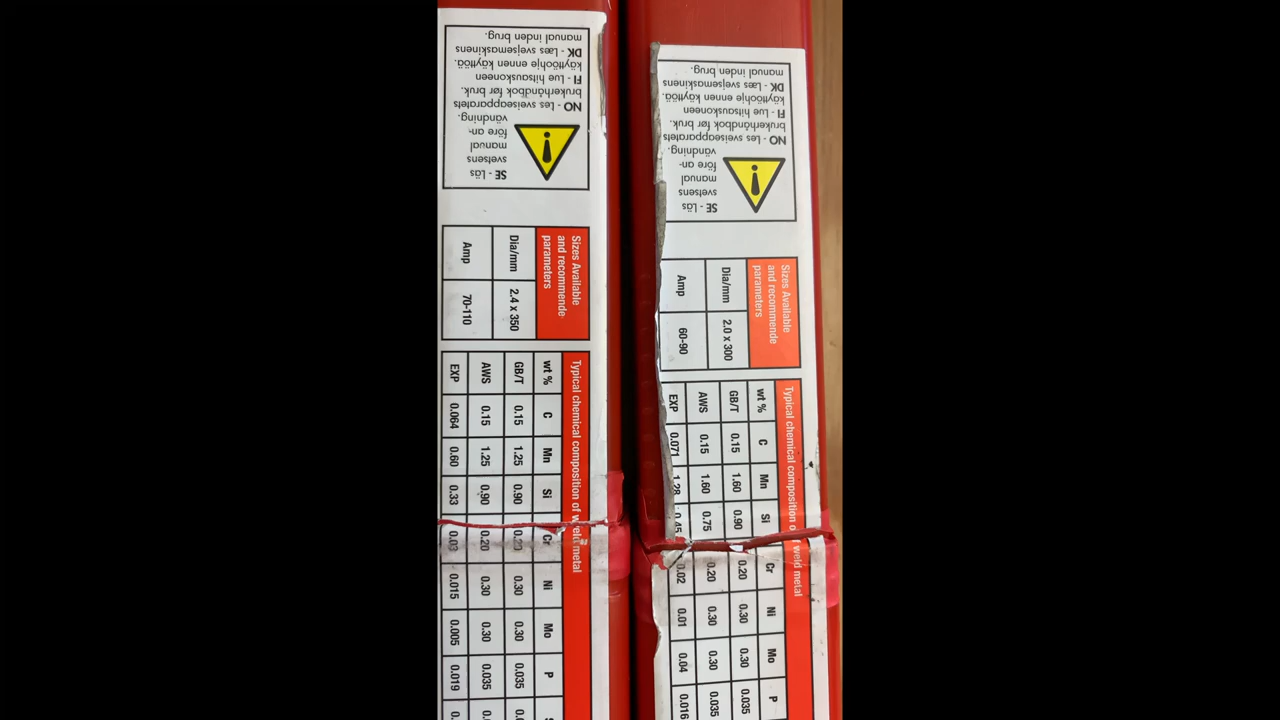 SE - Läs
svetsens
manual
före an-
vändning.
NO - Les sveiseapparatets
brukerhåndbok før bruk.
FI - Lue hitsauskoneen
käyttöohje ennen käyttöä.
DK - Læs svejsemaskinens
manual inden brug.
Sizes Available
and recommende
parameters
Dia/mm 2.4 x 350
Amp 70-110
Typical chemical composition of weld metal
wt % C Mn Si Cr Ni Mo P
GB/T 0.15 1.25 0.90 0.20 0.30 0.30 0.035
AWS 0.15 1.25 0.90 0.20 0.30 0.30 0.035
EXP 0.064 0.60 0.33 0.03 0.015 0.005 0.019
SE - Läs
svetsens
manual
före an-
vändning.
NO - Les sveiseapparatets
brukerhåndbok før bruk.
FI - Lue hitsauskoneen
käyttöohje ennen käyttöä.
DK - Læs svejsemaskinens
manual inden brug.
Sizes Available
and recommende
parameters
Dia/mm 2.0 x 300
Amp 60-90
Typical chemical composition of weld metal
wt % C Mn Si Cr Ni Mo P
GB/T 0.15 1.60 0.90 0.20 0.30 0.30 0.035
AWS 0.15 1.60 0.75 0.20 0.30 0.30 0.035
EXP 0.071 1.28 0.45 0.02 0.01 0.04 0.016